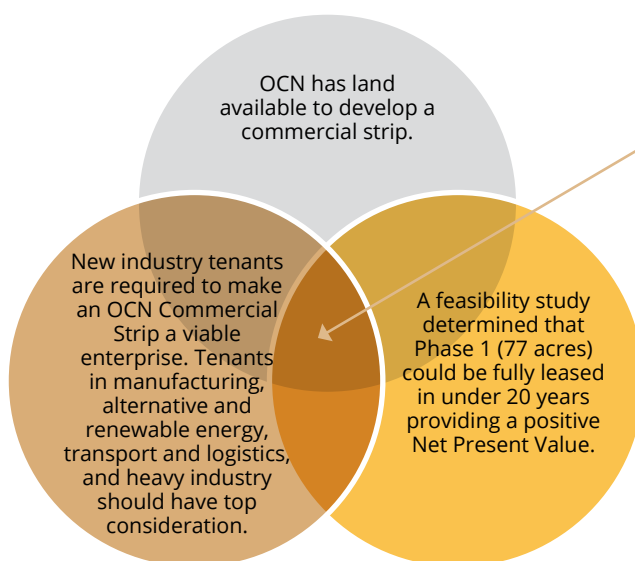 OCN has land
available to develop a
commercial strip.
New industry tenants
are required to make
an OCN Commercial
Strip a viable
enterprise. Tenants
in manufacturing,
alternative and
renewable energy,
transport and logistics,
and heavy industry
should have top
consideration.
A feasibility study
determined that
Phase 1 (77 acres)
could be fully leased
in under 20 years
providing a positive
Net Present Value.